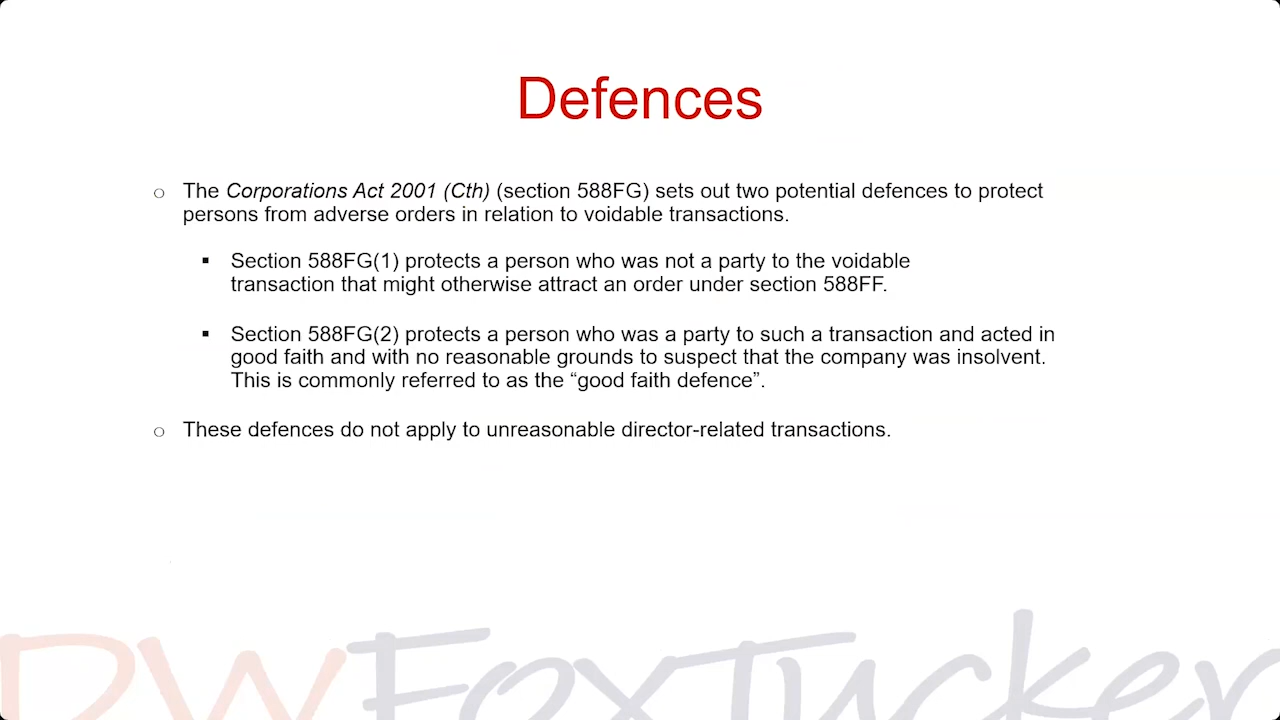 Defences
○ The Corporations Act 2001 (Cth) (section 588FG) sets out two potential defences to protect
persons from adverse orders in relation to voidable transactions.
▪ Section 588FG(1) protects a person who was not a party to the voidable
transaction that might otherwise attract an order under section 588FF.
▪ Section 588FG(2) protects a person who was a party to such a transaction and acted in
good faith and with no reasonable grounds to suspect that the company was insolvent.
This is commonly referred to as the “good faith defence”.
○ These defences do not apply to unreasonable director-related transactions.
DWFoxTucker